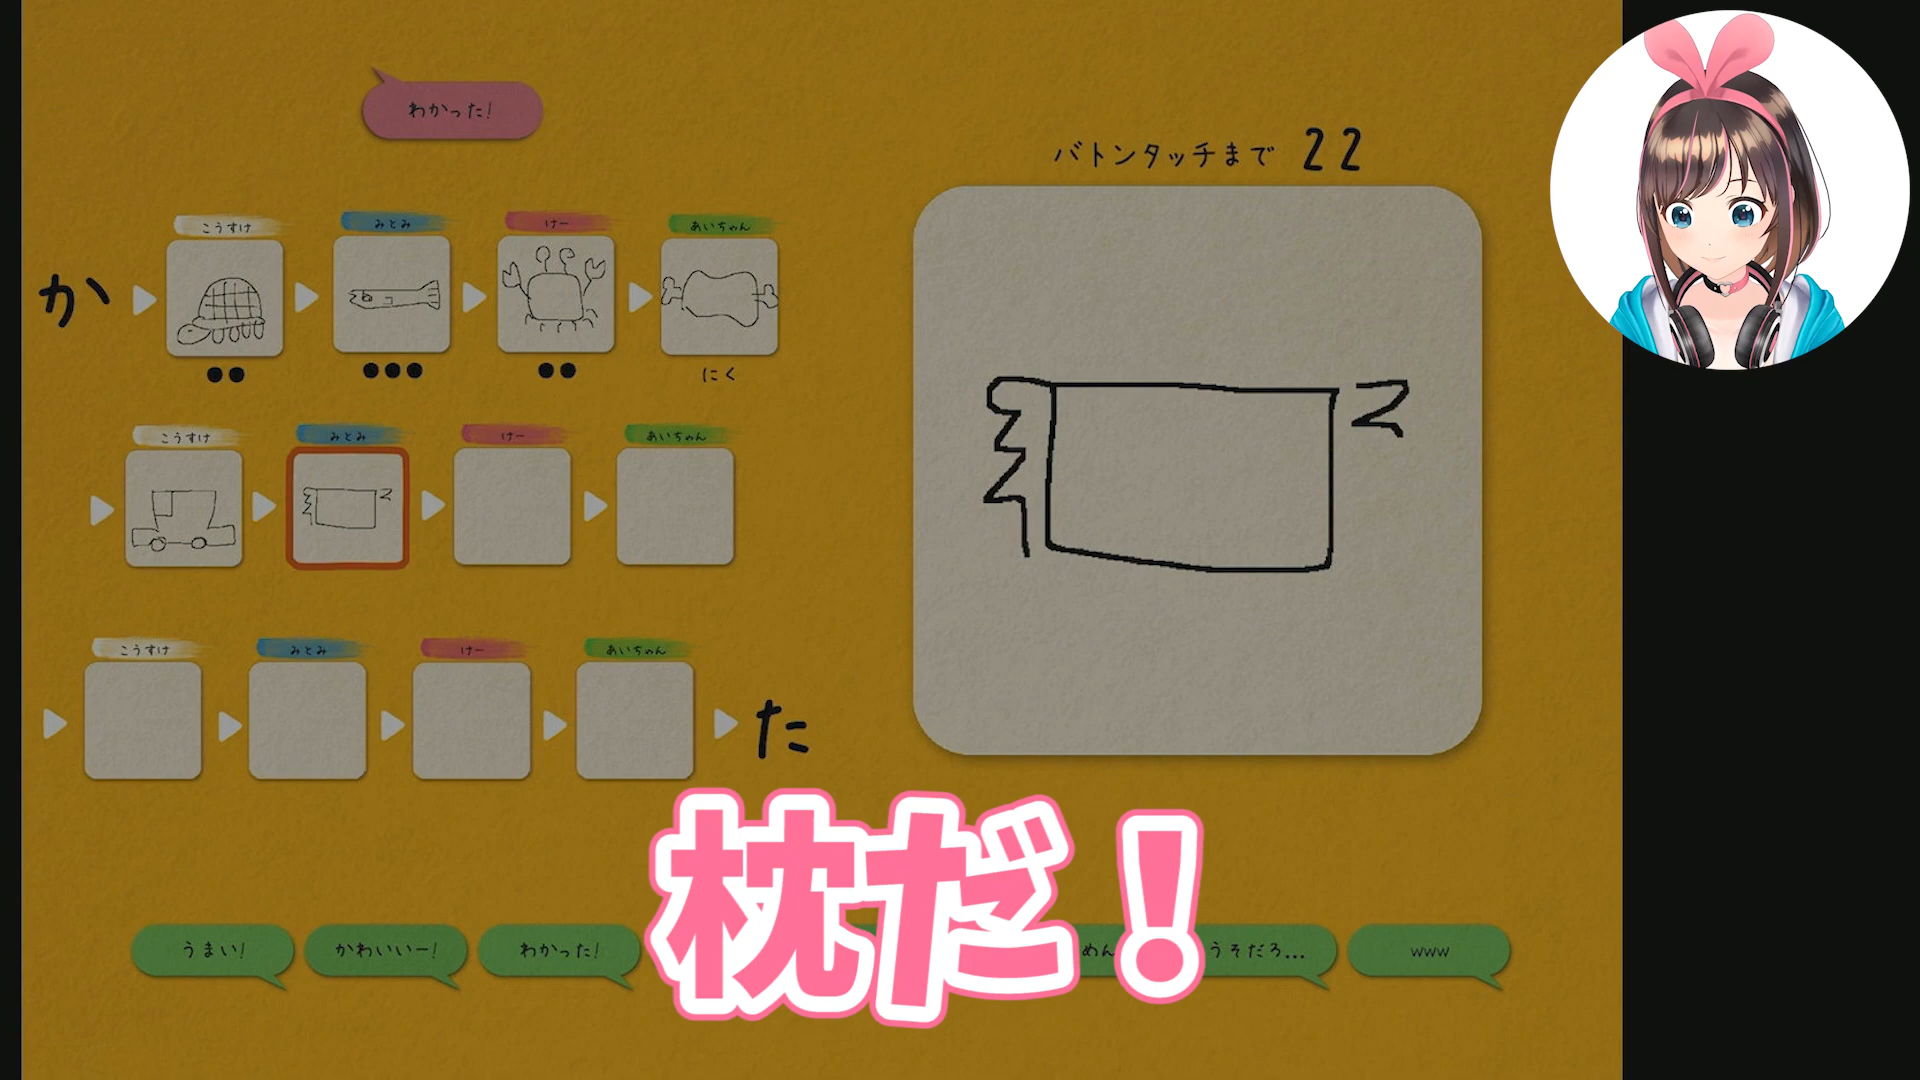 わかった!
バトンタッチまで 22
こうすけ みとみ けー あいちゃん
か
●● ●●● ●● にく
こうすけ みとみ けー あいちゃん
こうすけ みとみ けー あいちゃん
た
枕だ!
うまい! かわいいー! わかった! めん うそだろ... www